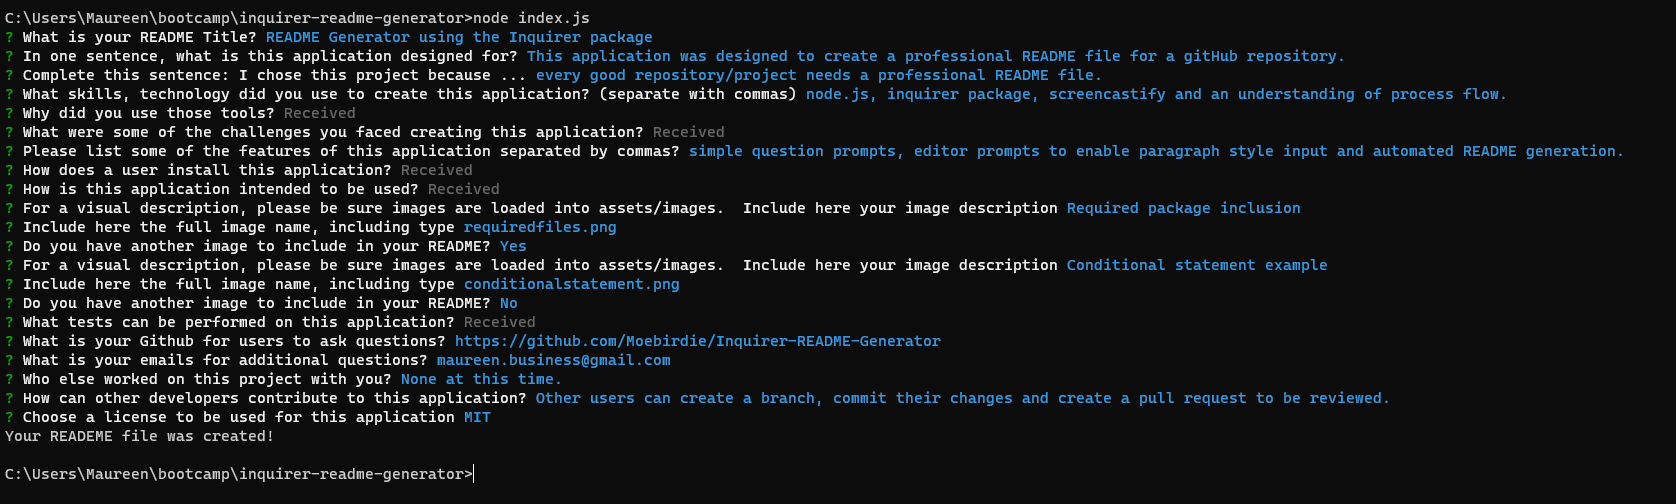 C:\Users\Maureen\bootcamp\inquirer-readme-generator>node index.js
? What is your README Title? README Generator using the Inquirer package
? In one sentence, what is this application designed for? This application was designed to create a professional README file for a gitHub repository.
? Complete this sentence: I chose this project because ... every good repository/project needs a professional README file.
? What skills, technology did you use to create this application? (separate with commas) node.js, inquirer package, screencastify and an understanding of process flow.
? Why did you use those tools? Received
? What were some of the challenges you faced creating this application? Received
? Please list some of the features of this application separated by commas? simple question prompts, editor prompts to enable paragraph style input and automated README generation.
? How does a user install this application? Received
? How is this application intended to be used? Received
? For a visual description, please be sure images are loaded into assets/images.  Include here your image description Required package inclusion
? Include here the full image name, including type requiredfiles.png
? Do you have another image to include in your README? Yes
? For a visual description, please be sure images are loaded into assets/images.  Include here your image description Conditional statement example
? Include here the full image name, including type conditionalstatement.png
? Do you have another image to include in your README? No
? What tests can be performed on this application? Received
? What is your Github for users to ask questions? https://github.com/Moebirdie/Inquirer-README-Generator
? What is your emails for additional questions? maureen.business@gmail.com
? Who else worked on this project with you? None at this time.
? How can other developers contribute to this application? Other users can create a branch, commit their changes and create a pull request to be reviewed.
? Choose a license to be used for this application MIT
Your READEME file was created!
C:\Users\Maureen\bootcamp\inquirer-readme-generator>